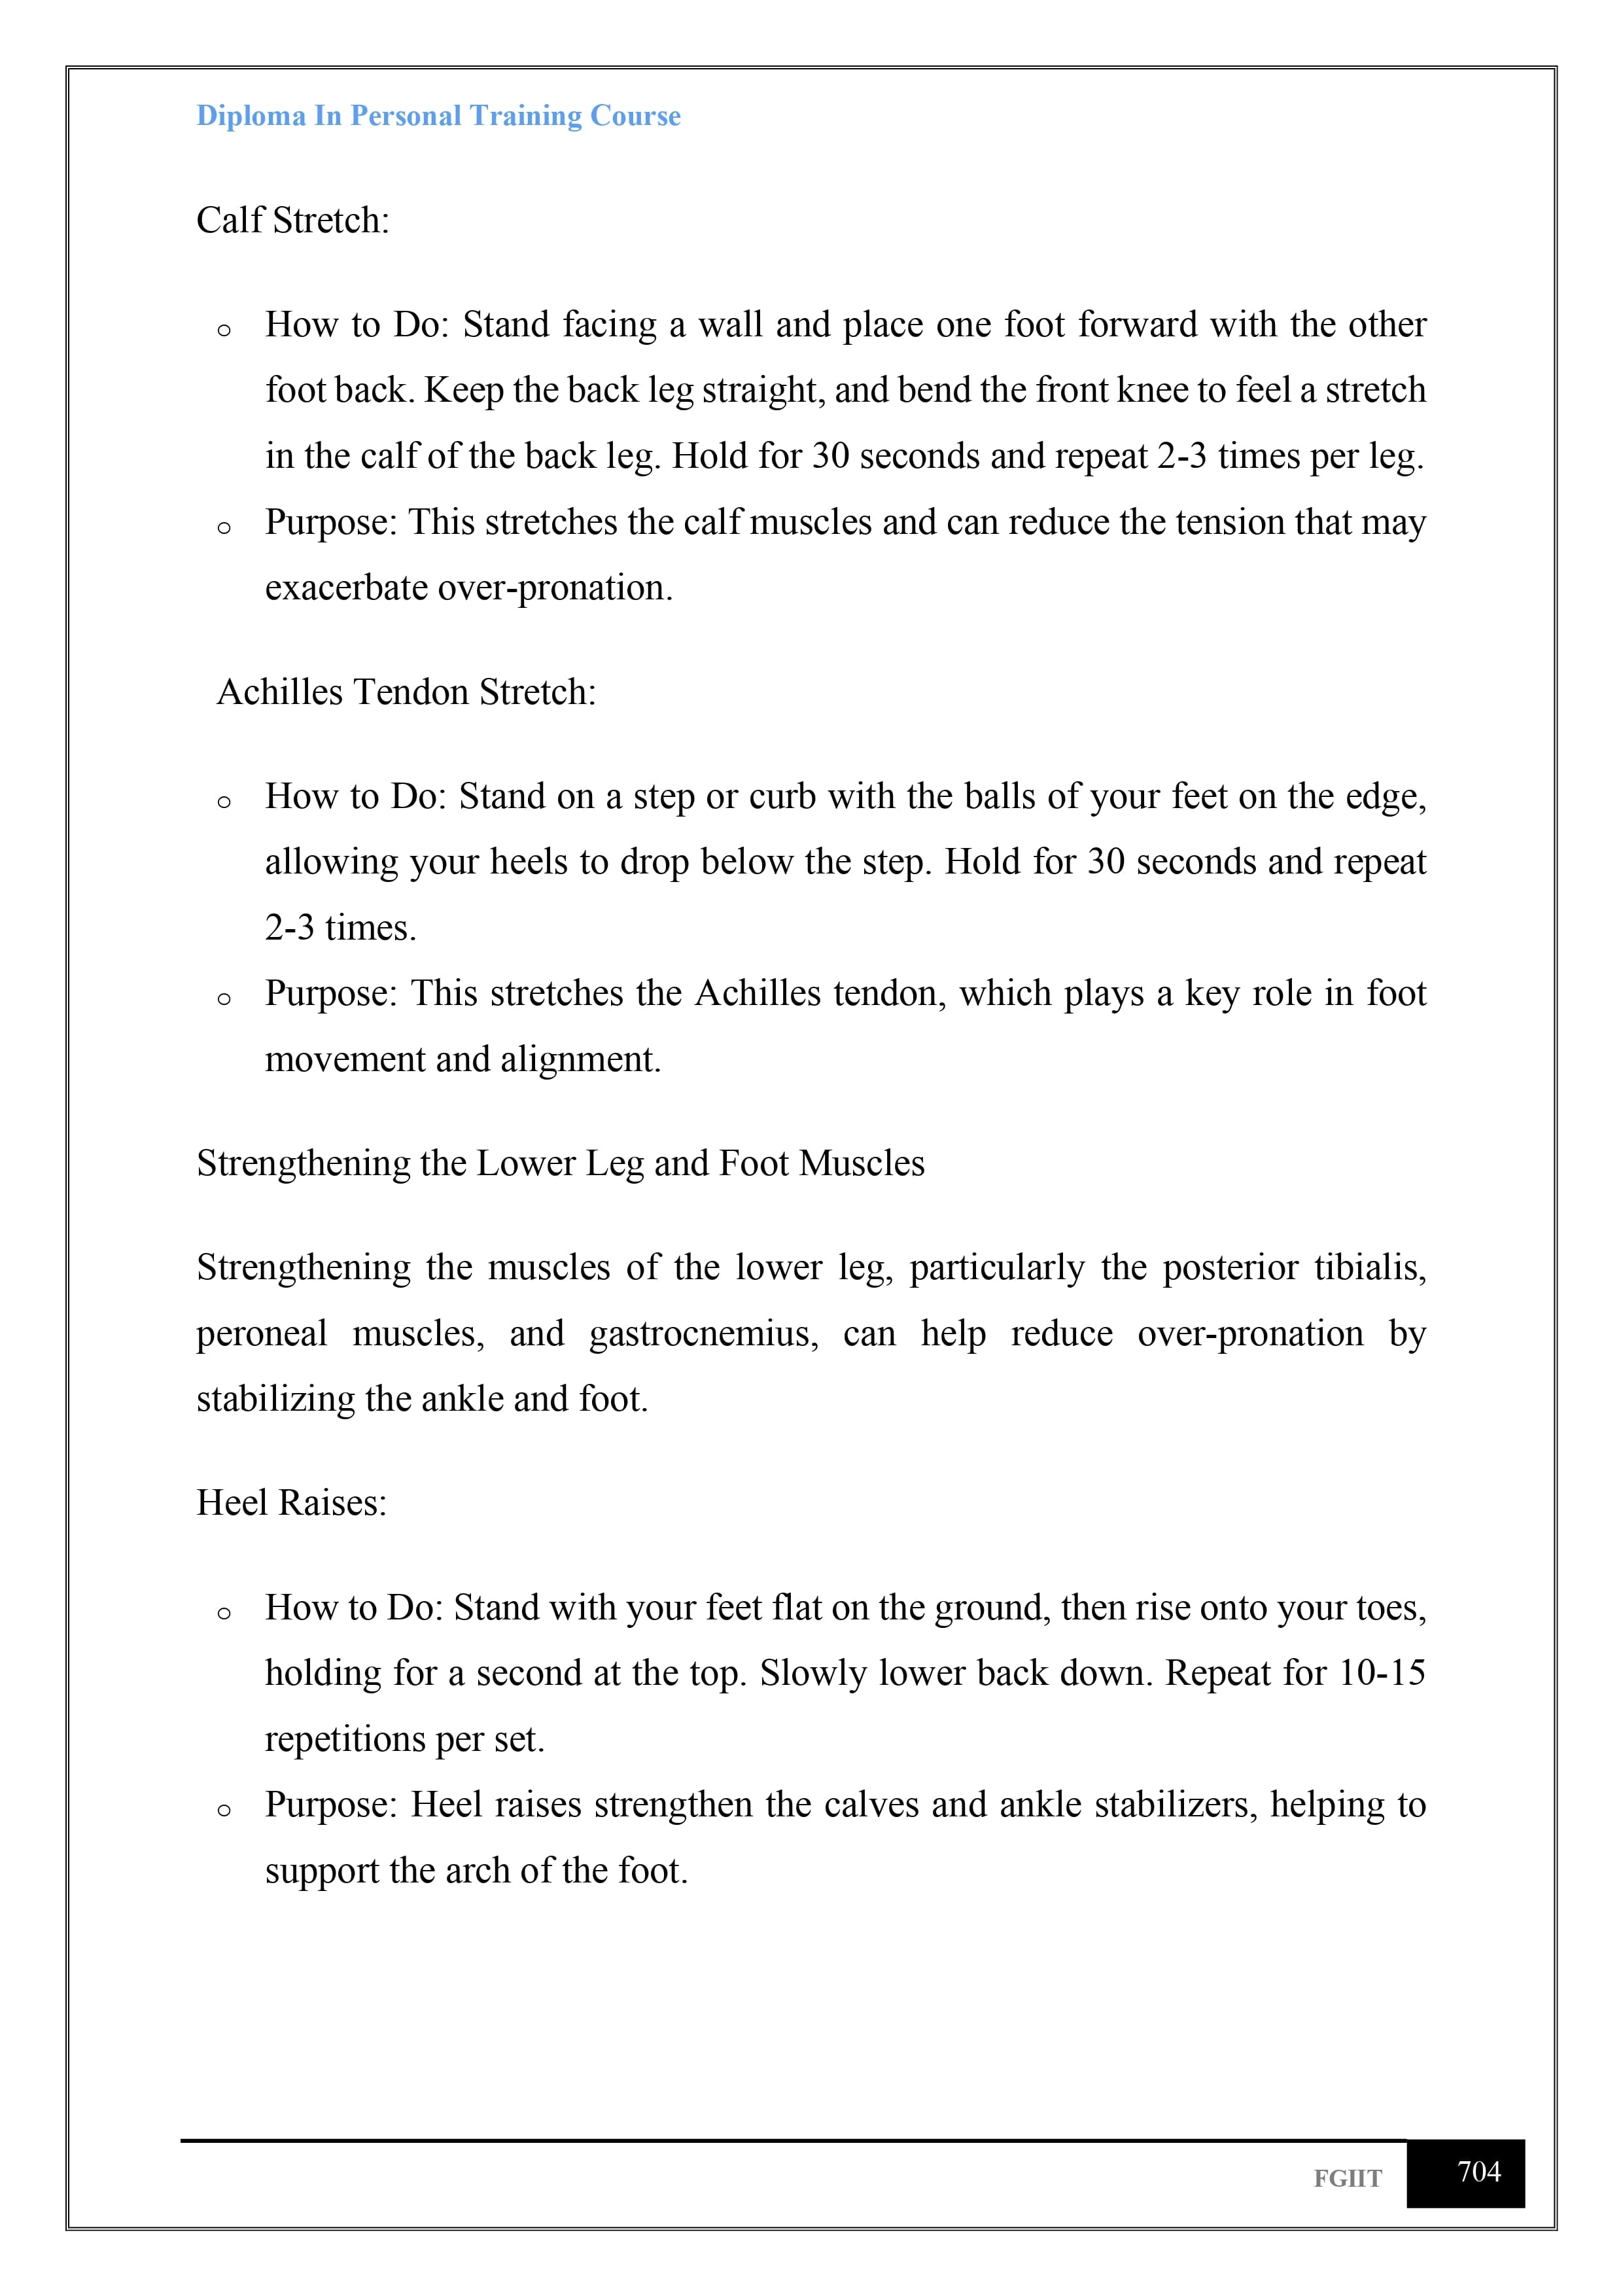 Diploma In Personal Training Course
Calf Stretch:
o How to Do: Stand facing a wall and place one foot forward with the other
foot back. Keep the back leg straight, and bend the front knee to feel a stretch
in the calf of the back leg. Hold for 30 seconds and repeat 2-3 times per leg.
o Purpose: This stretches the calf muscles and can reduce the tension that may
exacerbate over-pronation.
Achilles Tendon Stretch:
o How to Do: Stand on a step or curb with the balls of your feet on the edge,
allowing your heels to drop below the step. Hold for 30 seconds and repeat
2-3 times.
o Purpose: This stretches the Achilles tendon, which plays a key role in foot
movement and alignment.
Strengthening the Lower Leg and Foot Muscles
Strengthening the muscles of the lower leg, particularly the posterior tibialis,
peroneal muscles, and gastrocnemius, can help reduce over-pronation by
stabilizing the ankle and foot.
Heel Raises:
o How to Do: Stand with your feet flat on the ground, then rise onto your toes,
holding for a second at the top. Slowly lower back down. Repeat for 10-15
repetitions per set.
o Purpose: Heel raises strengthen the calves and ankle stabilizers, helping to
support the arch of the foot.
FGIIT 704